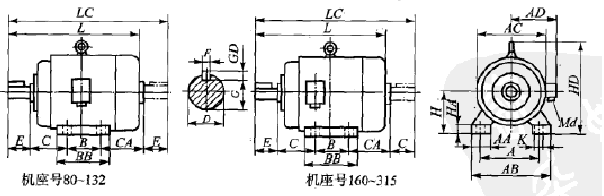 LC
L
E
C
B
BB
CA
E
机座号80~132
F
GD
G
D
LC
L
E
C
B
BB
CA
C
机座号160~315
AD
AC
HD
H
HA
Md
AA
K
A
AB